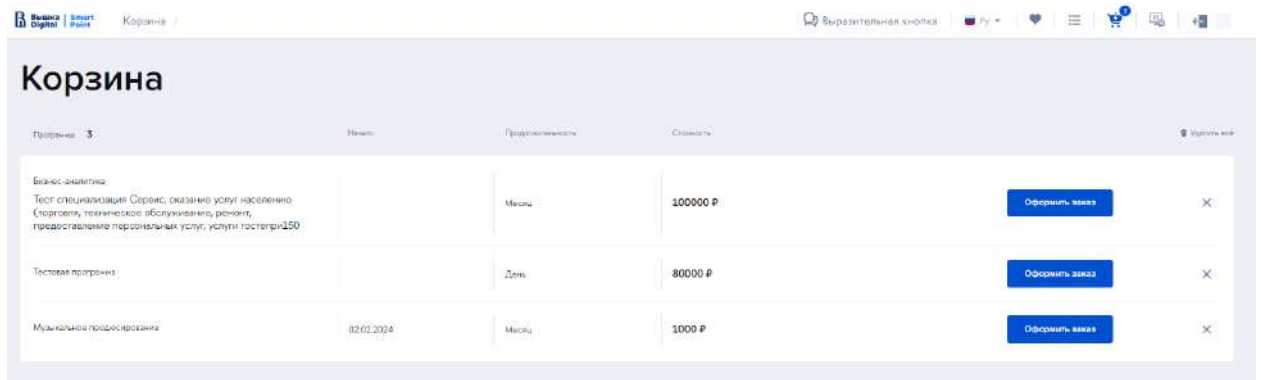 Вышка Digital | Smart Point
Корзина /
Выразительная кнопка
Ру
3
Корзина
Программы 3
Начало
Продолжительность
Стоимость
Удалить всё
Бизнес-аналитика
Тест специализация Сервис, оказание услуг населению
(торговля, техническое обслуживание, ремонт,
предоставление персональных услуг, услуги гостепри150
Месяц
100000 ₽
Оформить заказ
Тестовая программа
День
80000 ₽
Оформить заказ
Музыкальное продюсирование
02.02.2024
Месяц
1000 ₽
Оформить заказ